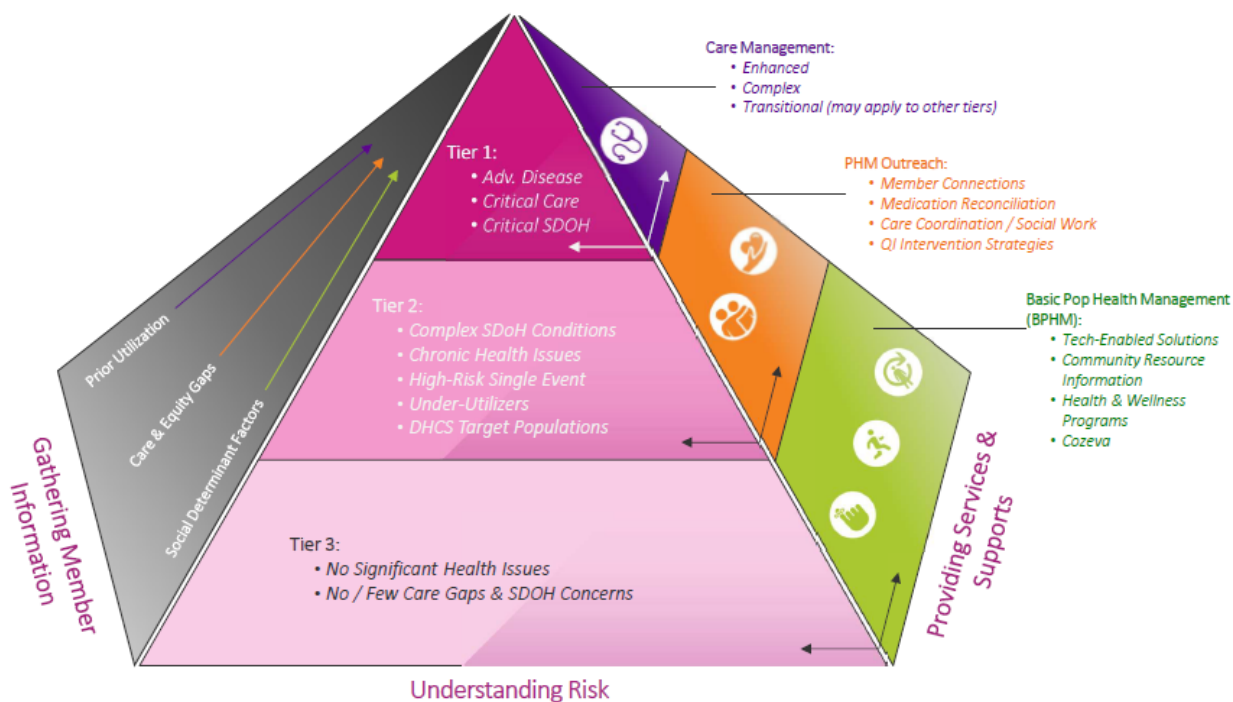 Care Management:
• Enhanced
• Complex
• Transitional (may apply to other tiers)
Tier 1:
• Adv. Disease
• Critical Care
• Critical SDOH
PHM Outreach:
• Member Connections
• Medication Reconciliation
• Care Coordination / Social Work
• QI Intervention Strategies
Tier 2:
• Complex SDoH Conditions
• Chronic Health Issues
• High-Risk Single Event
• Under-Utilizers
• DHCS Target Populations
Basic Pop Health Management
(BPHM):
• Tech-Enabled Solutions
• Community Resource
Information
• Health & Wellness
Programs
• Cozeva
Prior Utilization
Care & Equity Gaps
Social Determinant Factors
Gathering Member
Information
Tier 3:
• No Significant Health Issues
• No / Few Care Gaps & SDOH Concerns
Providing Services &
Supports
Understanding Risk